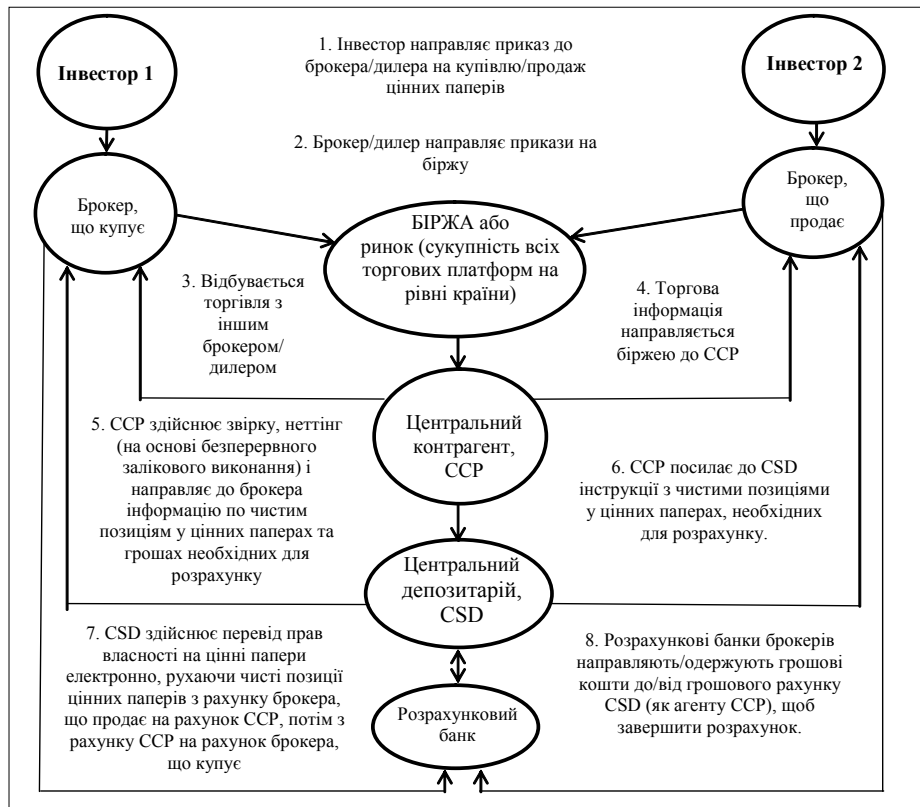 Інвестор 1
1. Інвестор направляє приказ до
брокера/дилера на купівлю/продаж
цінних паперів
Інвестор 2
2. Брокер/дилер направляє прикази на
біржу
Брокер,
що купує
Брокер,
що
продає
БІРЖА або
ринок (сукупність всіх
торгових платформ на
рівні країни)
3. Відбувається
торгівля з
іншим
брокером/
дилером
4. Торгова
інформація
направляється
біржею до ССР
Центральний
контрагент,
ССР
5. ССР здійснює звірку, неттінг
(на основі безперервного
залікового виконання) і
направляє до брокера
інформацію по чистим
позиціям у цінних паперах та
грошах необхідних для
розрахунку
6. ССР посилає до CSD
інструкції з чистими позиціями
у цінних паперах, необхідних
для розрахунку.
Центральний
депозитарій,
CSD
7. CSD здійснює перевід прав
власності на цінні папери
електронно, рухаючи чисті позиції
цінних паперів з рахунку брокера,
що продає на рахунок ССР, потім з
рахунку ССР на рахунок брокера,
що купує
8. Розрахункові банки брокерів
направляють/одержують грошові
кошти до/від грошового рахунку
CSD (як агенту ССР), щоб
завершити розрахунок.
Розрахунковий
банк